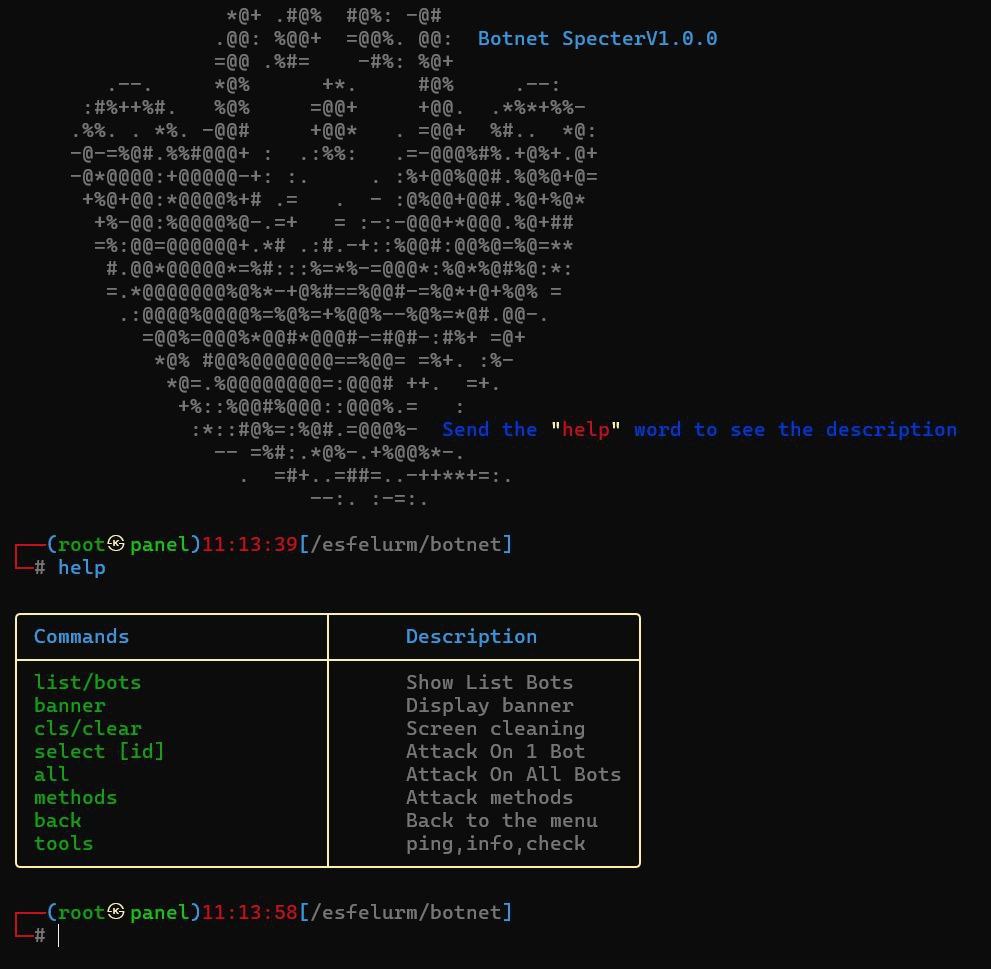 Botnet SpecterV1.0.0
Send the "help" word to see the description
(root㉿panel)11:13:39[/esfelurm/botnet]
# help
Commands Description
list/bots Show List Bots
banner Display banner
cls/clear Screen cleaning
select [id] Attack On 1 Bot
all Attack On All Bots
methods Attack methods
back Back to the menu
tools ping,info,check
(root㉿panel)11:13:58[/esfelurm/botnet]
#